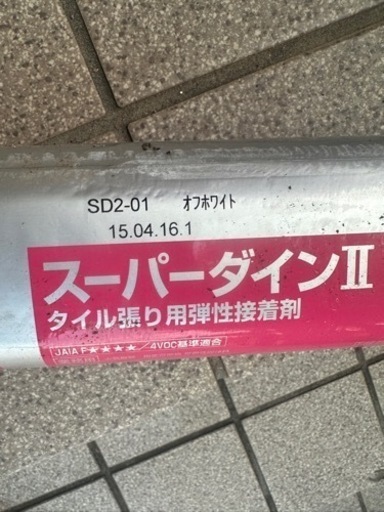 SD2-01 オフホワイト
15.04.16.1
スーパーダインⅡ
タイル張り用弾性接着剤
JAIA F★★★★/4VOC基準適合